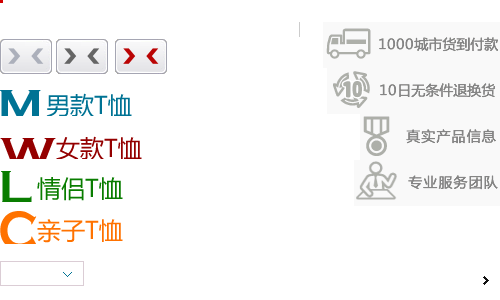 M 男款T恤
W 女款T恤
L 情侣T恤
C 亲子T恤
1000城市货到付款
10
10日无条件退换货
真实产品信息
专业服务团队